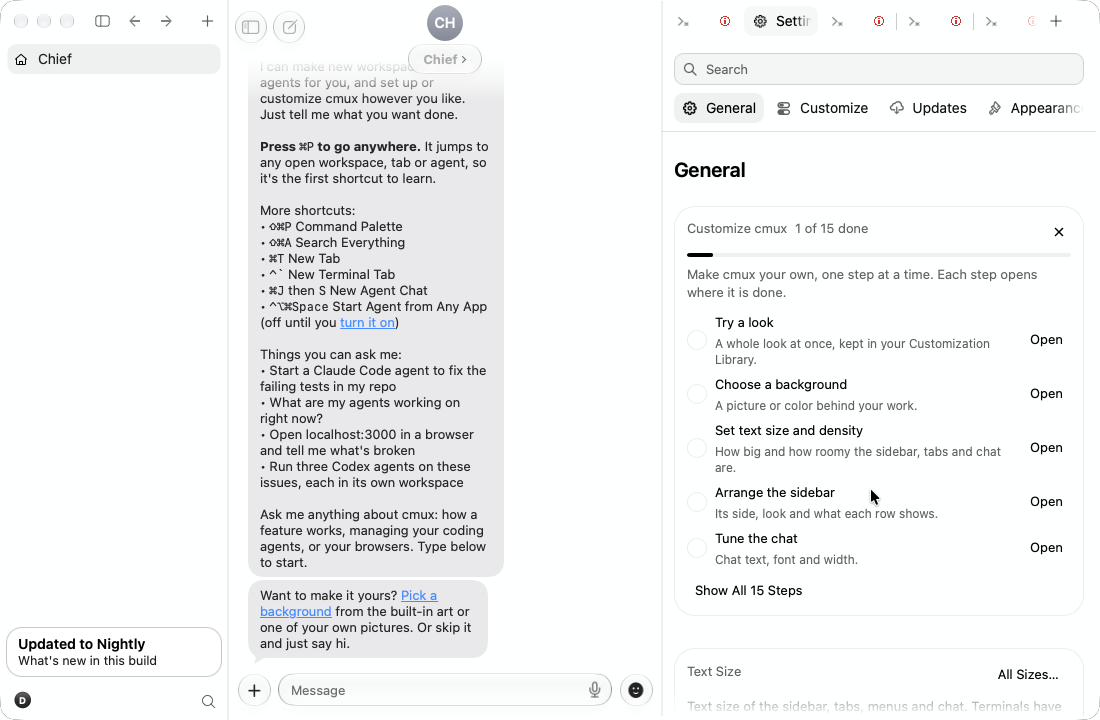 Chief
Updated to Nightly
What's new in this build
D
CH
Chief
I can make new workspac
agents for you, and set up or
customize cmux however you like.
Just tell me what you want done.
Press ⌘P to go anywhere. It jumps to
any open workspace, tab or agent, so
it's the first shortcut to learn.
More shortcuts:
• ⇧⌘P Command Palette
• ⇧⌘A Search Everything
• ⌘T New Tab
• ^` New Terminal Tab
• ⌘J then S New Agent Chat
• ^⌥⌘Space Start Agent from Any App
(off until you turn it on)
Things you can ask me:
• Start a Claude Code agent to fix the
failing tests in my repo
• What are my agents working on
right now?
• Open localhost:3000 in a browser
and tell me what's broken
• Run three Codex agents on these
issues, each in its own workspace
Ask me anything about cmux: how a
feature works, managing your coding
agents, or your browsers. Type below
to start.
Want to make it yours? Pick a
background from the built-in art or
one of your own pictures. Or skip it
and just say hi.
Message
Settin
Search
General Customize Updates Appearanc
General
Customize cmux 1 of 15 done
Make cmux your own, one step at a time. Each step opens
where it is done.
Try a look
A whole look at once, kept in your Customization
Library.
Open
Choose a background
A picture or color behind your work.
Open
Set text size and density
How big and how roomy the sidebar, tabs and chat
are.
Open
Arrange the sidebar
Its side, look and what each row shows.
Open
Tune the chat
Chat text, font and width.
Open
Show All 15 Steps
Text Size
All Sizes...
Text size of the sidebar, tabs, menus and chat. Terminals have